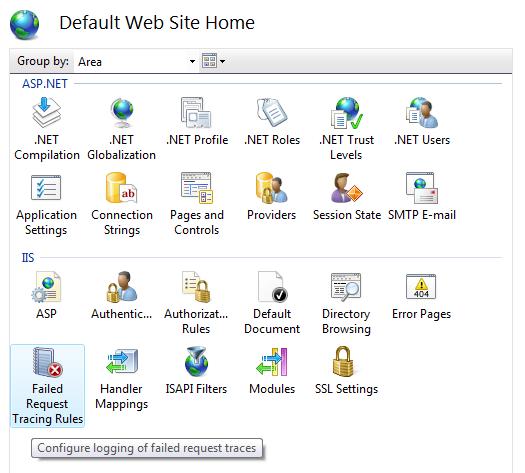 Default Web Site Home
Group by: Area
ASP.NET
.NET Compilation
.NET Globalization
.NET Profile
.NET Roles
.NET Trust Levels
.NET Users
Application Settings
Connection Strings
ab
Pages and Controls
Providers
Session State
SMTP E-mail
IIS
ASP
Authentic...
Authorizat... Rules
Default Document
Directory Browsing
404
Error Pages
Failed Request Tracing Rules
Handler Mappings
ISAPI Filters
Modules
SSL Settings
Configure logging of failed request traces